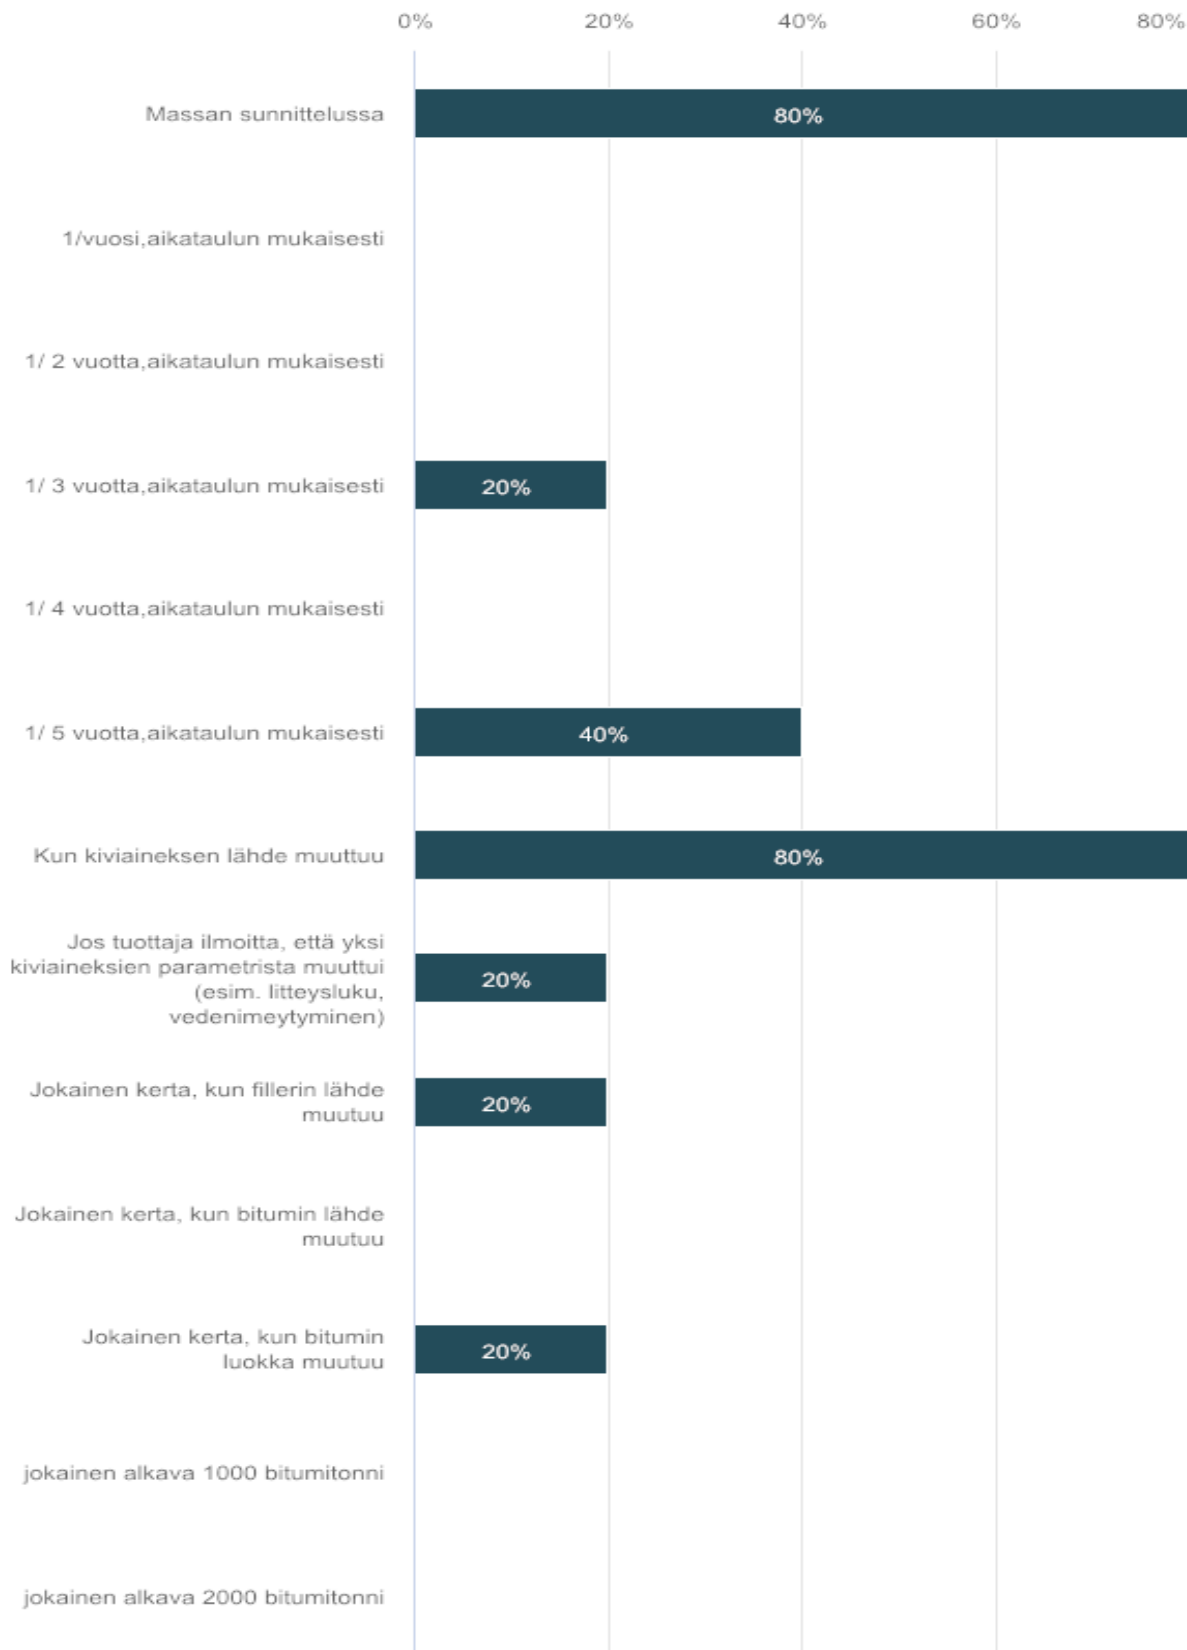 0% 20% 40% 60% 80%
Massan sunnittelussa
80%
1/vuosi,aikataulun mukaisesti
1/ 2 vuotta,aikataulun mukaisesti
1/ 3 vuotta,aikataulun mukaisesti
20%
1/ 4 vuotta,aikataulun mukaisesti
1/ 5 vuotta,aikataulun mukaisesti
40%
Kun kiviaineksen lähde muuttuu
80%
Jos tuottaja ilmoitta, että yksi
kiviaineksien parametrista muuttui
(esim. litteysluku,
vedenimeytyminen)
20%
Jokainen kerta, kun fillerin lähde
muutuu
20%
Jokainen kerta, kun bitumin lähde
muutuu
Jokainen kerta, kun bitumin
luokka muutuu
20%
jokainen alkava 1000 bitumitonni
jokainen alkava 2000 bitumitonni